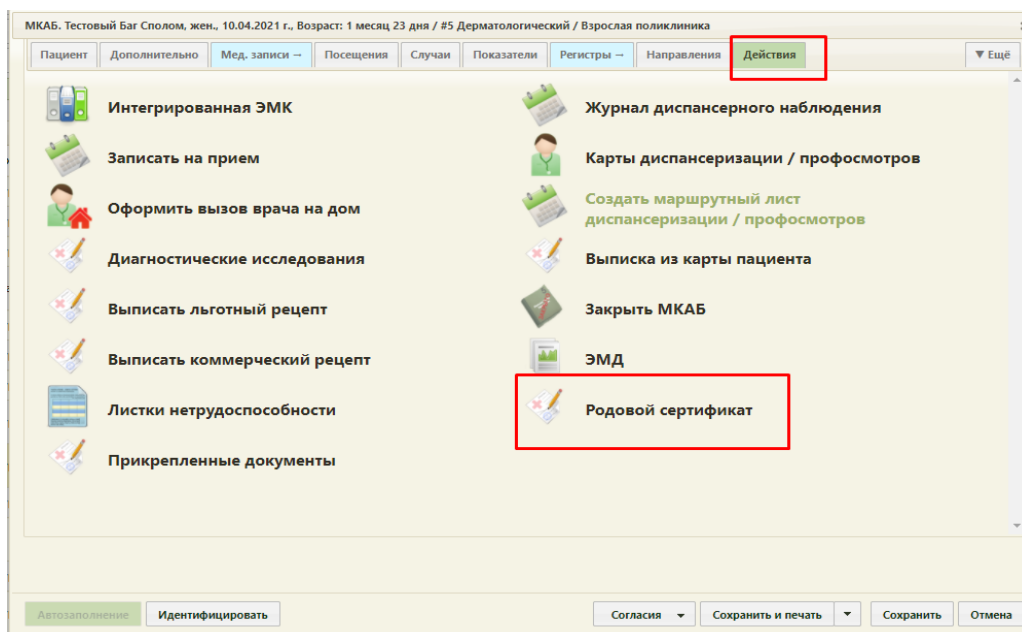 МКАБ. Тестовый Баг Сполом, жен., 10.04.2021 г., Возраст: 1 месяц 23 дня / #5 Дерматологический / Взрослая поликлиника
Пациент Дополнительно Мед. записи → Посещения Случаи Показатели Регистры → Направления Действия ▼ Ещё
Интегрированная ЭМК
Журнал диспансерного наблюдения
Записать на прием
Карты диспансеризации / профосмотров
Оформить вызов врача на дом
Создать маршрутный лист
диспансеризации / профосмотров
Диагностические исследования
Выписка из карты пациента
Выписать льготный рецепт
Закрыть МКАБ
Выписать коммерческий рецепт
ЭМД
Листки нетрудоспособности
Родовой сертификат
Прикрепленные документы
Автозаполнение Идентифицировать Согласия Сохранить и печать Сохранить Отмена